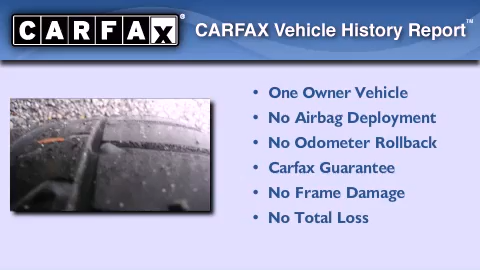 CARFAX® CARFAX Vehicle History Report™
• One Owner Vehicle
• No Airbag Deployment
• No Odometer Rollback
• Carfax Guarantee
• No Frame Damage
• No Total Loss